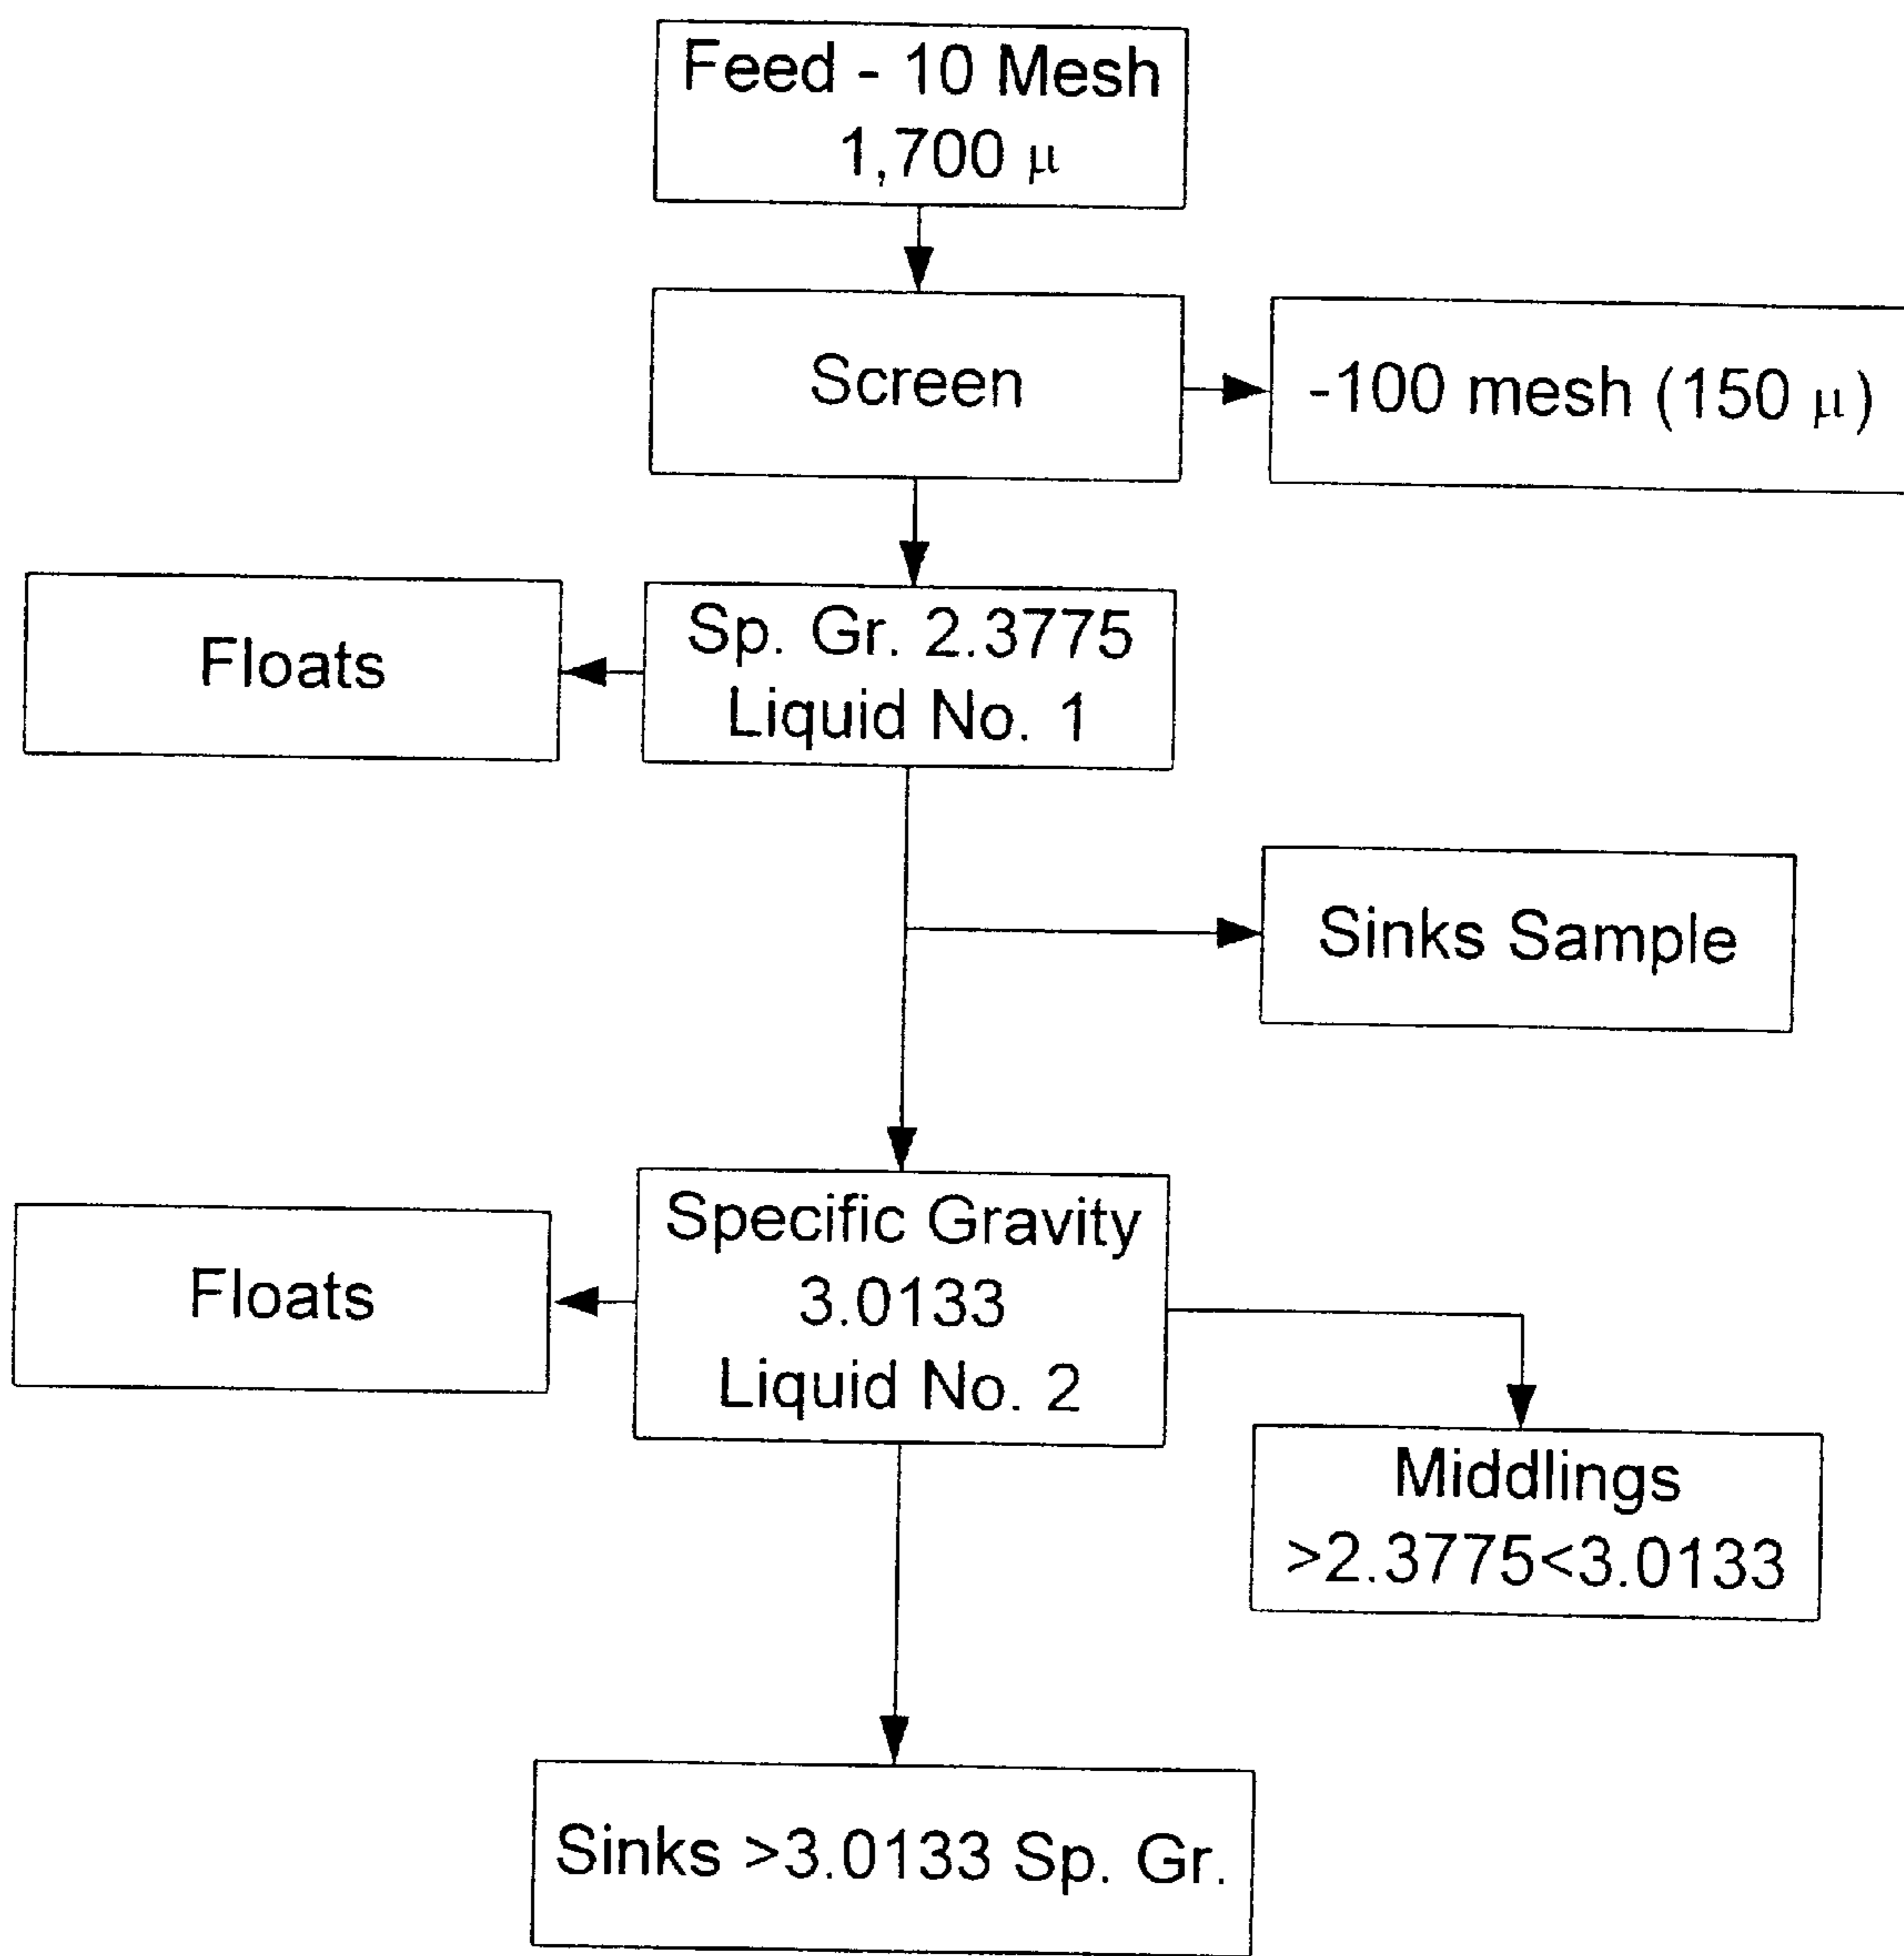 Feed - 10 Mesh
1,700 µ
Screen
-100 mesh (150 µ)
Floats
Sp. Gr. 2.3775
Liquid No. 1
Sinks Sample
Floats
Specific Gravity
3.0133
Liquid No. 2
Middlings
>2.3775<3.0133
Sinks >3.0133 Sp. Gr.